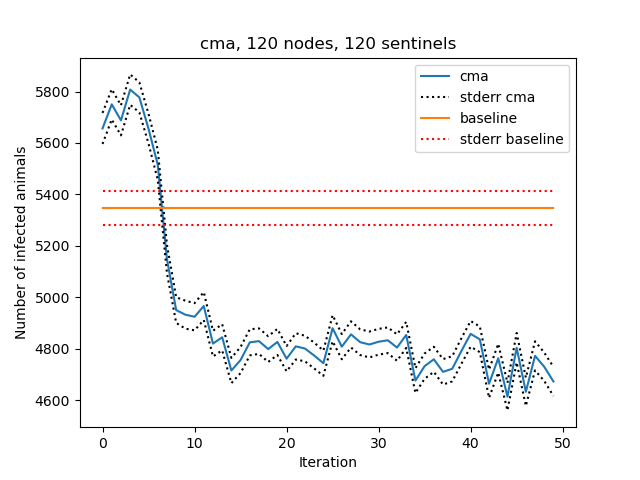 cma, 120 nodes, 120 sentinels
cma
stderr cma
baseline
stderr baseline
Number of infected animals
5800
5600
5400
5200
5000
4800
4600
0 10 20 30 40 50
Iteration